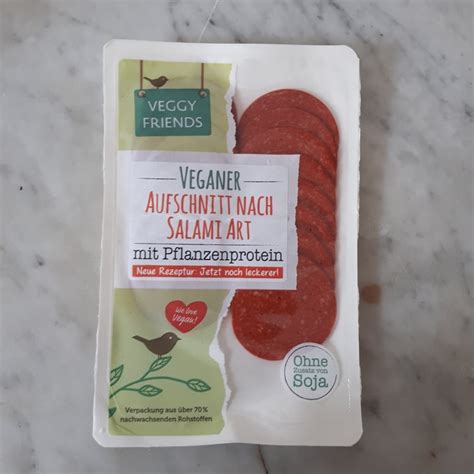 VEGGY
FRIENDS
VEGANER
AUFSCHNITT NACH
SALAMI ART
mit Pflanzenprotein
Neue Rezeptur: Jetzt noch leckerer!
We love
Vegan!
Ohne
Zusatz von
Soja
Verpackung aus über 70%
nachwachsenden Rohstoffen